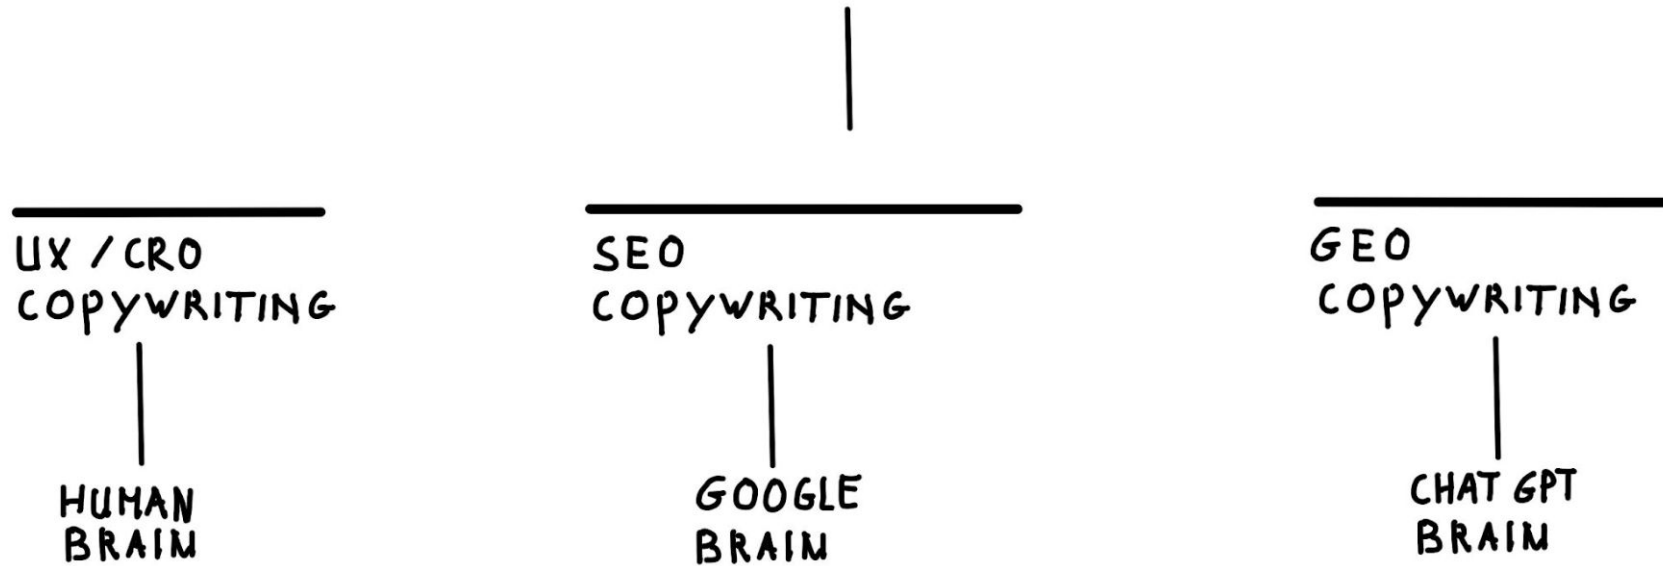 UX / CRO
COPYWRITING
SEO
COPYWRITING
GEO
COPYWRITING
HUMAN
BRAIN
GOOGLE
BRAIN
CHAT GPT
BRAIN